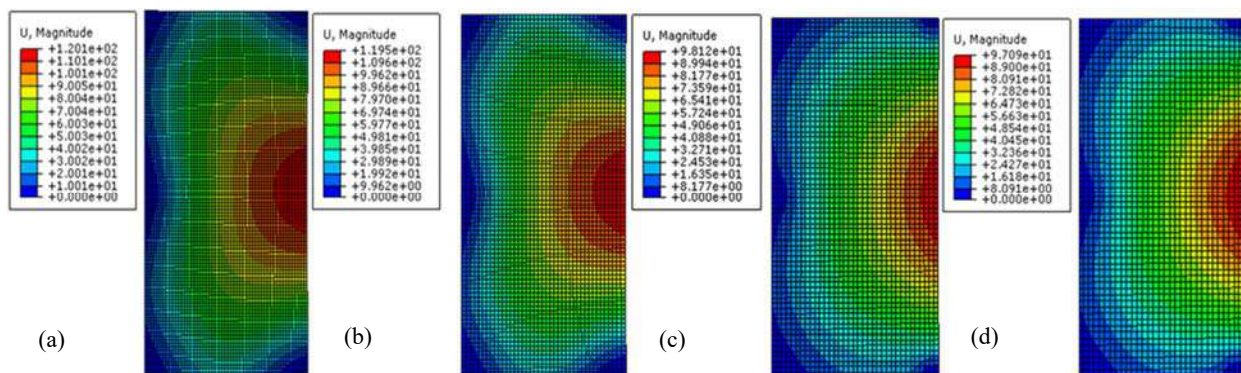 U, Magnitude
+1.201e+02
+1.101e+02
+1.001e+02
+9.005e+01
+8.004e+01
+7.004e+01
+6.003e+01
+5.003e+01
+4.002e+01
+3.002e+01
+2.001e+01
+1.001e+01
+0.000e+00
(a)
U, Magnitude
+1.195e+02
+1.096e+02
+9.962e+01
+8.966e+01
+7.970e+01
+6.974e+01
+5.977e+01
+4.981e+01
+3.985e+01
+2.989e+01
+1.992e+01
+9.962e+00
+0.000e+00
(b)
U, Magnitude
+9.812e+01
+8.994e+01
+8.177e+01
+7.359e+01
+6.541e+01
+5.724e+01
+4.906e+01
+4.088e+01
+3.271e+01
+2.453e+01
+1.635e+01
+8.177e+00
+0.000e+00
(c)
U, Magnitude
+9.709e+01
+8.900e+01
+8.091e+01
+7.282e+01
+6.473e+01
+5.663e+01
+4.854e+01
+4.045e+01
+3.236e+01
+2.427e+01
+1.618e+01
+8.091e+00
+0.000e+00
(d)